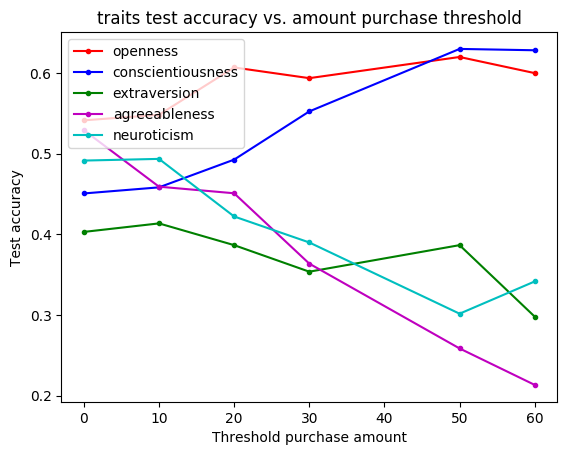 traits test accuracy vs. amount purchase threshold
openness
conscientiousness
extraversion
agreeableness
neuroticism
Test accuracy
0.6
0.5
0.4
0.3
0.2
0
10
20
30
40
50
60
Threshold purchase amount